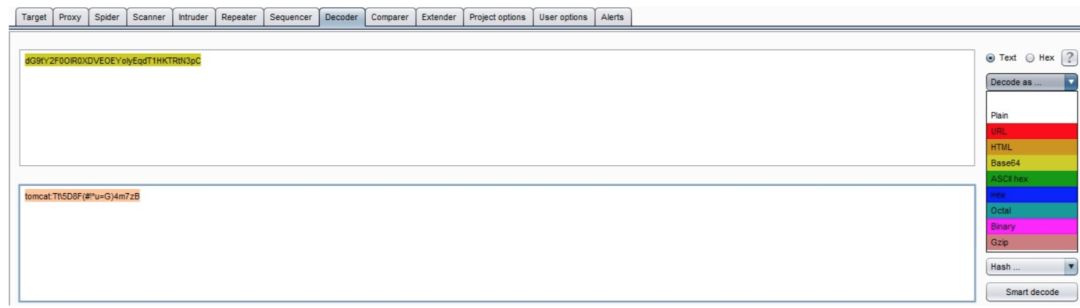 Target Proxy Spider Scanner Intruder Repeater Sequencer Decoder Comparer Extender Project options User options Alerts
dG9tY2F0OlR0XDVEOEYoIyEqdT1HKTRtN3pC
Text Hex ?
Decode as ...
Plain
URL
HTML
Base64
ASCII hex
Hex
Octal
Binary
Gzip
tomcat:Tt\5D8F(#!*u=G)4m7zB
Hash ...
Smart decode